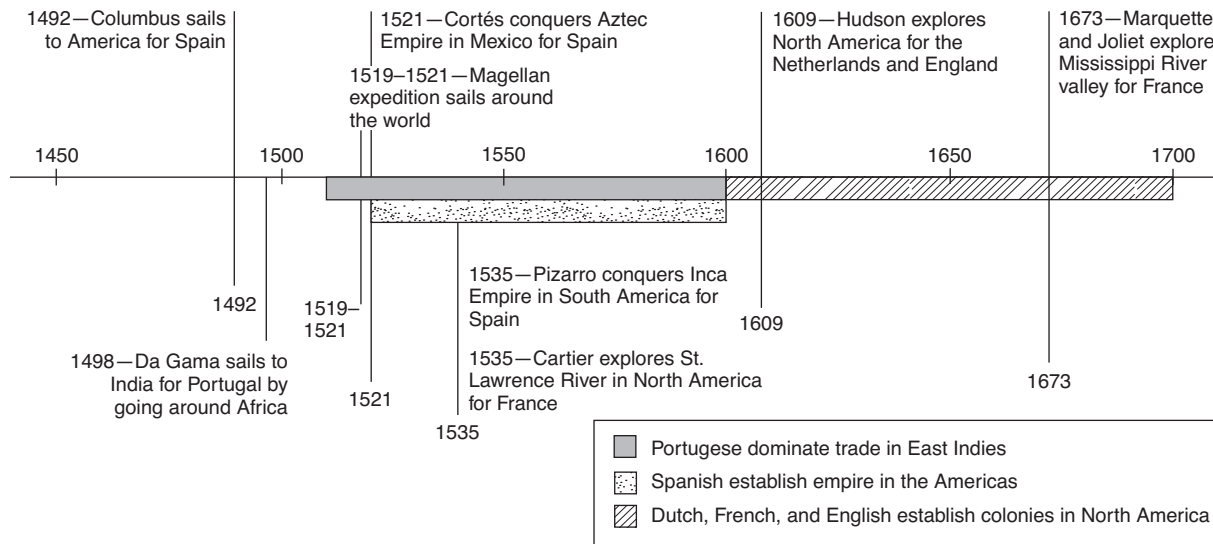 1492—Columbus sails
to America for Spain
1521—Cortés conquers Aztec
Empire in Mexico for Spain
1519–1521—Magellan
expedition sails around
the world
1609—Hudson explores
North America for the
Netherlands and England
1673—Marquette
and Joliet explore
Mississippi River
valley for France
1450
1500
1550
1600
1650
1700
1492
1498—Da Gama sails to
India for Portugal by
going around Africa
1519–
1521
1521
1535—Pizarro conquers Inca
Empire in South America for
Spain
1535—Cartier explores St.
Lawrence River in North America
for France
1535
1609
1673
Portugese dominate trade in East Indies
Spanish establish empire in the Americas
Dutch, French, and English establish colonies in North America